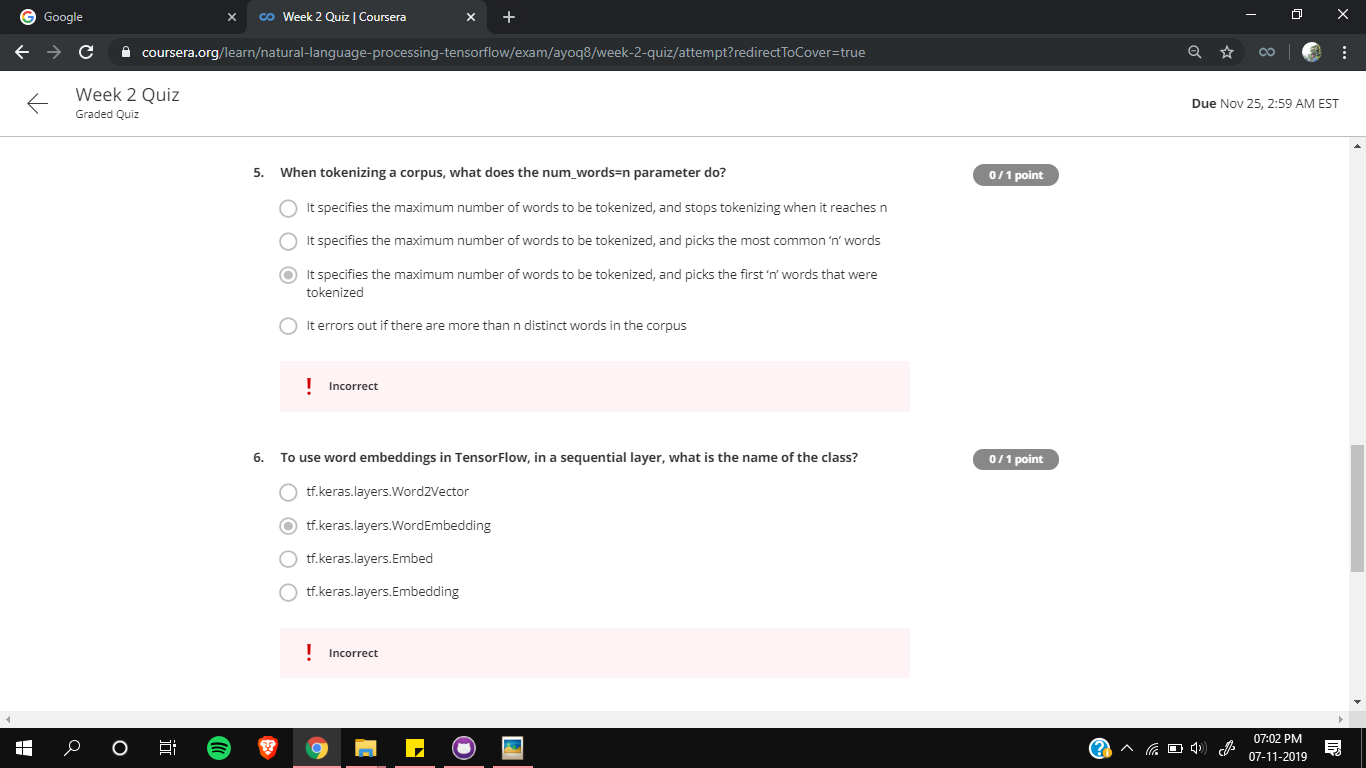 Google
Week 2 Quiz | Coursera
coursera.org/learn/natural-language-processing-tensorflow/exam/ayoq8/week-2-quiz/attempt?redirectToCover=true
Week 2 Quiz
Graded Quiz
Due Nov 25, 2:59 AM EST
5. When tokenizing a corpus, what does the num_words=n parameter do?
0 / 1 point
It specifies the maximum number of words to be tokenized, and stops tokenizing when it reaches n
It specifies the maximum number of words to be tokenized, and picks the most common ‘n’ words
It specifies the maximum number of words to be tokenized, and picks the first ‘n’ words that were
tokenized
It errors out if there are more than n distinct words in the corpus
! Incorrect
6. To use word embeddings in TensorFlow, in a sequential layer, what is the name of the class?
0 / 1 point
tf.keras.layers.Word2Vector
tf.keras.layers.WordEmbedding
tf.keras.layers.Embed
tf.keras.layers.Embedding
! Incorrect
07:02 PM
07-11-2019